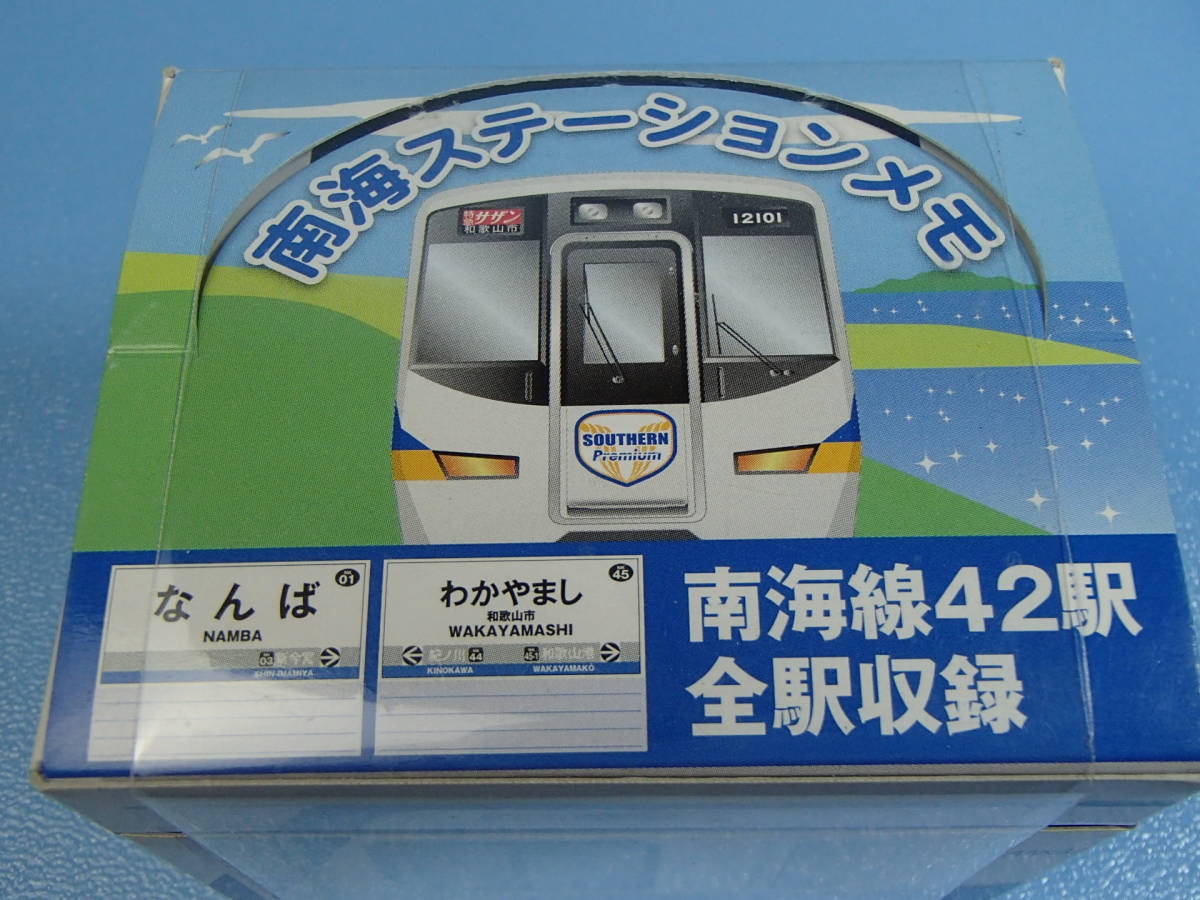 南海ステーションメモ
特急 サザン
和歌山市
12101
SOUTHERN
Premium
01
なんば
NAMBA
03 新今宮
SHIN-IMAMIYA
45
わかやまし
和歌山市
WAKAYAMASHI
紀ノ川 44 45-1 和歌山港
KINOKAWA WAKAYAMAKŌ
南海線42駅
全駅収録